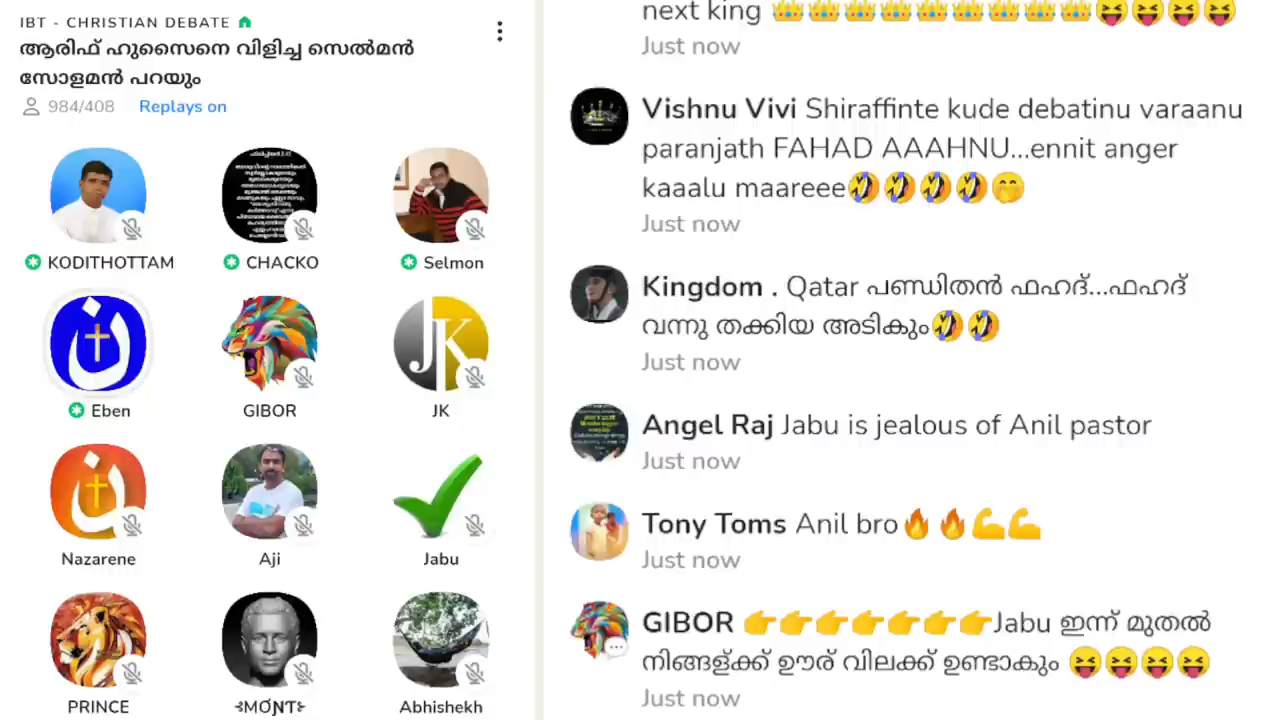 IBT - CHRISTIAN DEBATE
ആരിഫ് ഹുസൈനെ വിളിച്ച സെൽമൻ
സോളമൻ പറയും
984/408 Replays on
KODITHOTTAM CHACKO Selmon
Eben GIBOR JK
Nazarene Aji Jabu
PRINCE ⊰MƠƝT⊱ Abhishekh
next king 👑👑👑👑👑👑👑👑👑😝😝😝😝
Just now
Vishnu Vivi Shiraffinte kude debatinu varaanu
paranjath FAHAD AAAHNU...ennit anger
kaaalu maareee🤣🤣🤣🤣🤭
Just now
Kingdom . Qatar പണ്ഡിതൻ ഫഹദ്...ഫഹദ്
വന്നു തക്കിയ അടികും🤣🤣
Just now
Angel Raj Jabu is jealous of Anil pastor
Just now
Tony Toms Anil bro🔥🔥💪💪
Just now
GIBOR 👉👉👉👉👉👉👉Jabu ഇന്ന് മുതൽ
നിങ്ങള്ക്ക് ഊര് വിലക്ക് ഉണ്ടാകും 😝😝😝😝
Just now